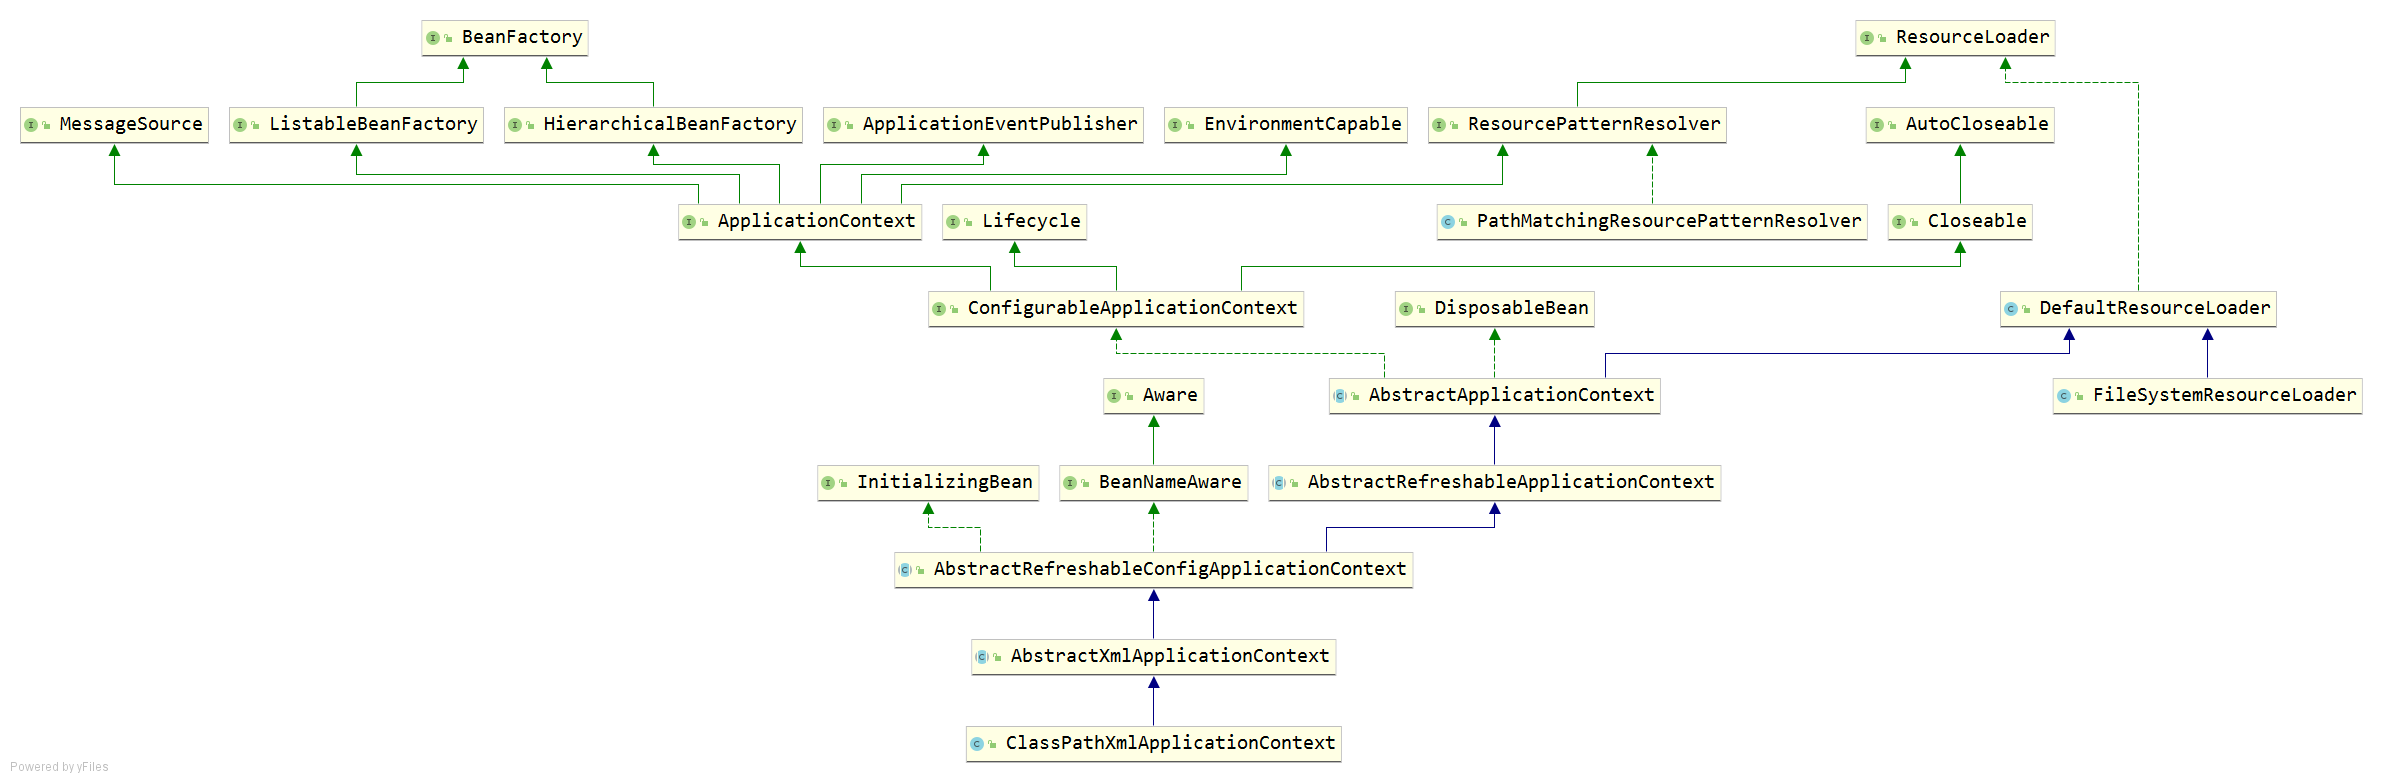 BeanFactory
ResourceLoader
MessageSource
ListableBeanFactory
HierarchicalBeanFactory
ApplicationEventPublisher
EnvironmentCapable
ResourcePatternResolver
AutoCloseable
ApplicationContext
Lifecycle
PathMatchingResourcePatternResolver
Closeable
ConfigurableApplicationContext
DisposableBean
DefaultResourceLoader
Aware
AbstractApplicationContext
FileSystemResourceLoader
InitializingBean
BeanNameAware
AbstractRefreshableApplicationContext
AbstractRefreshableConfigApplicationContext
AbstractXmlApplicationContext
ClassPathXmlApplicationContext
Powered by yFiles